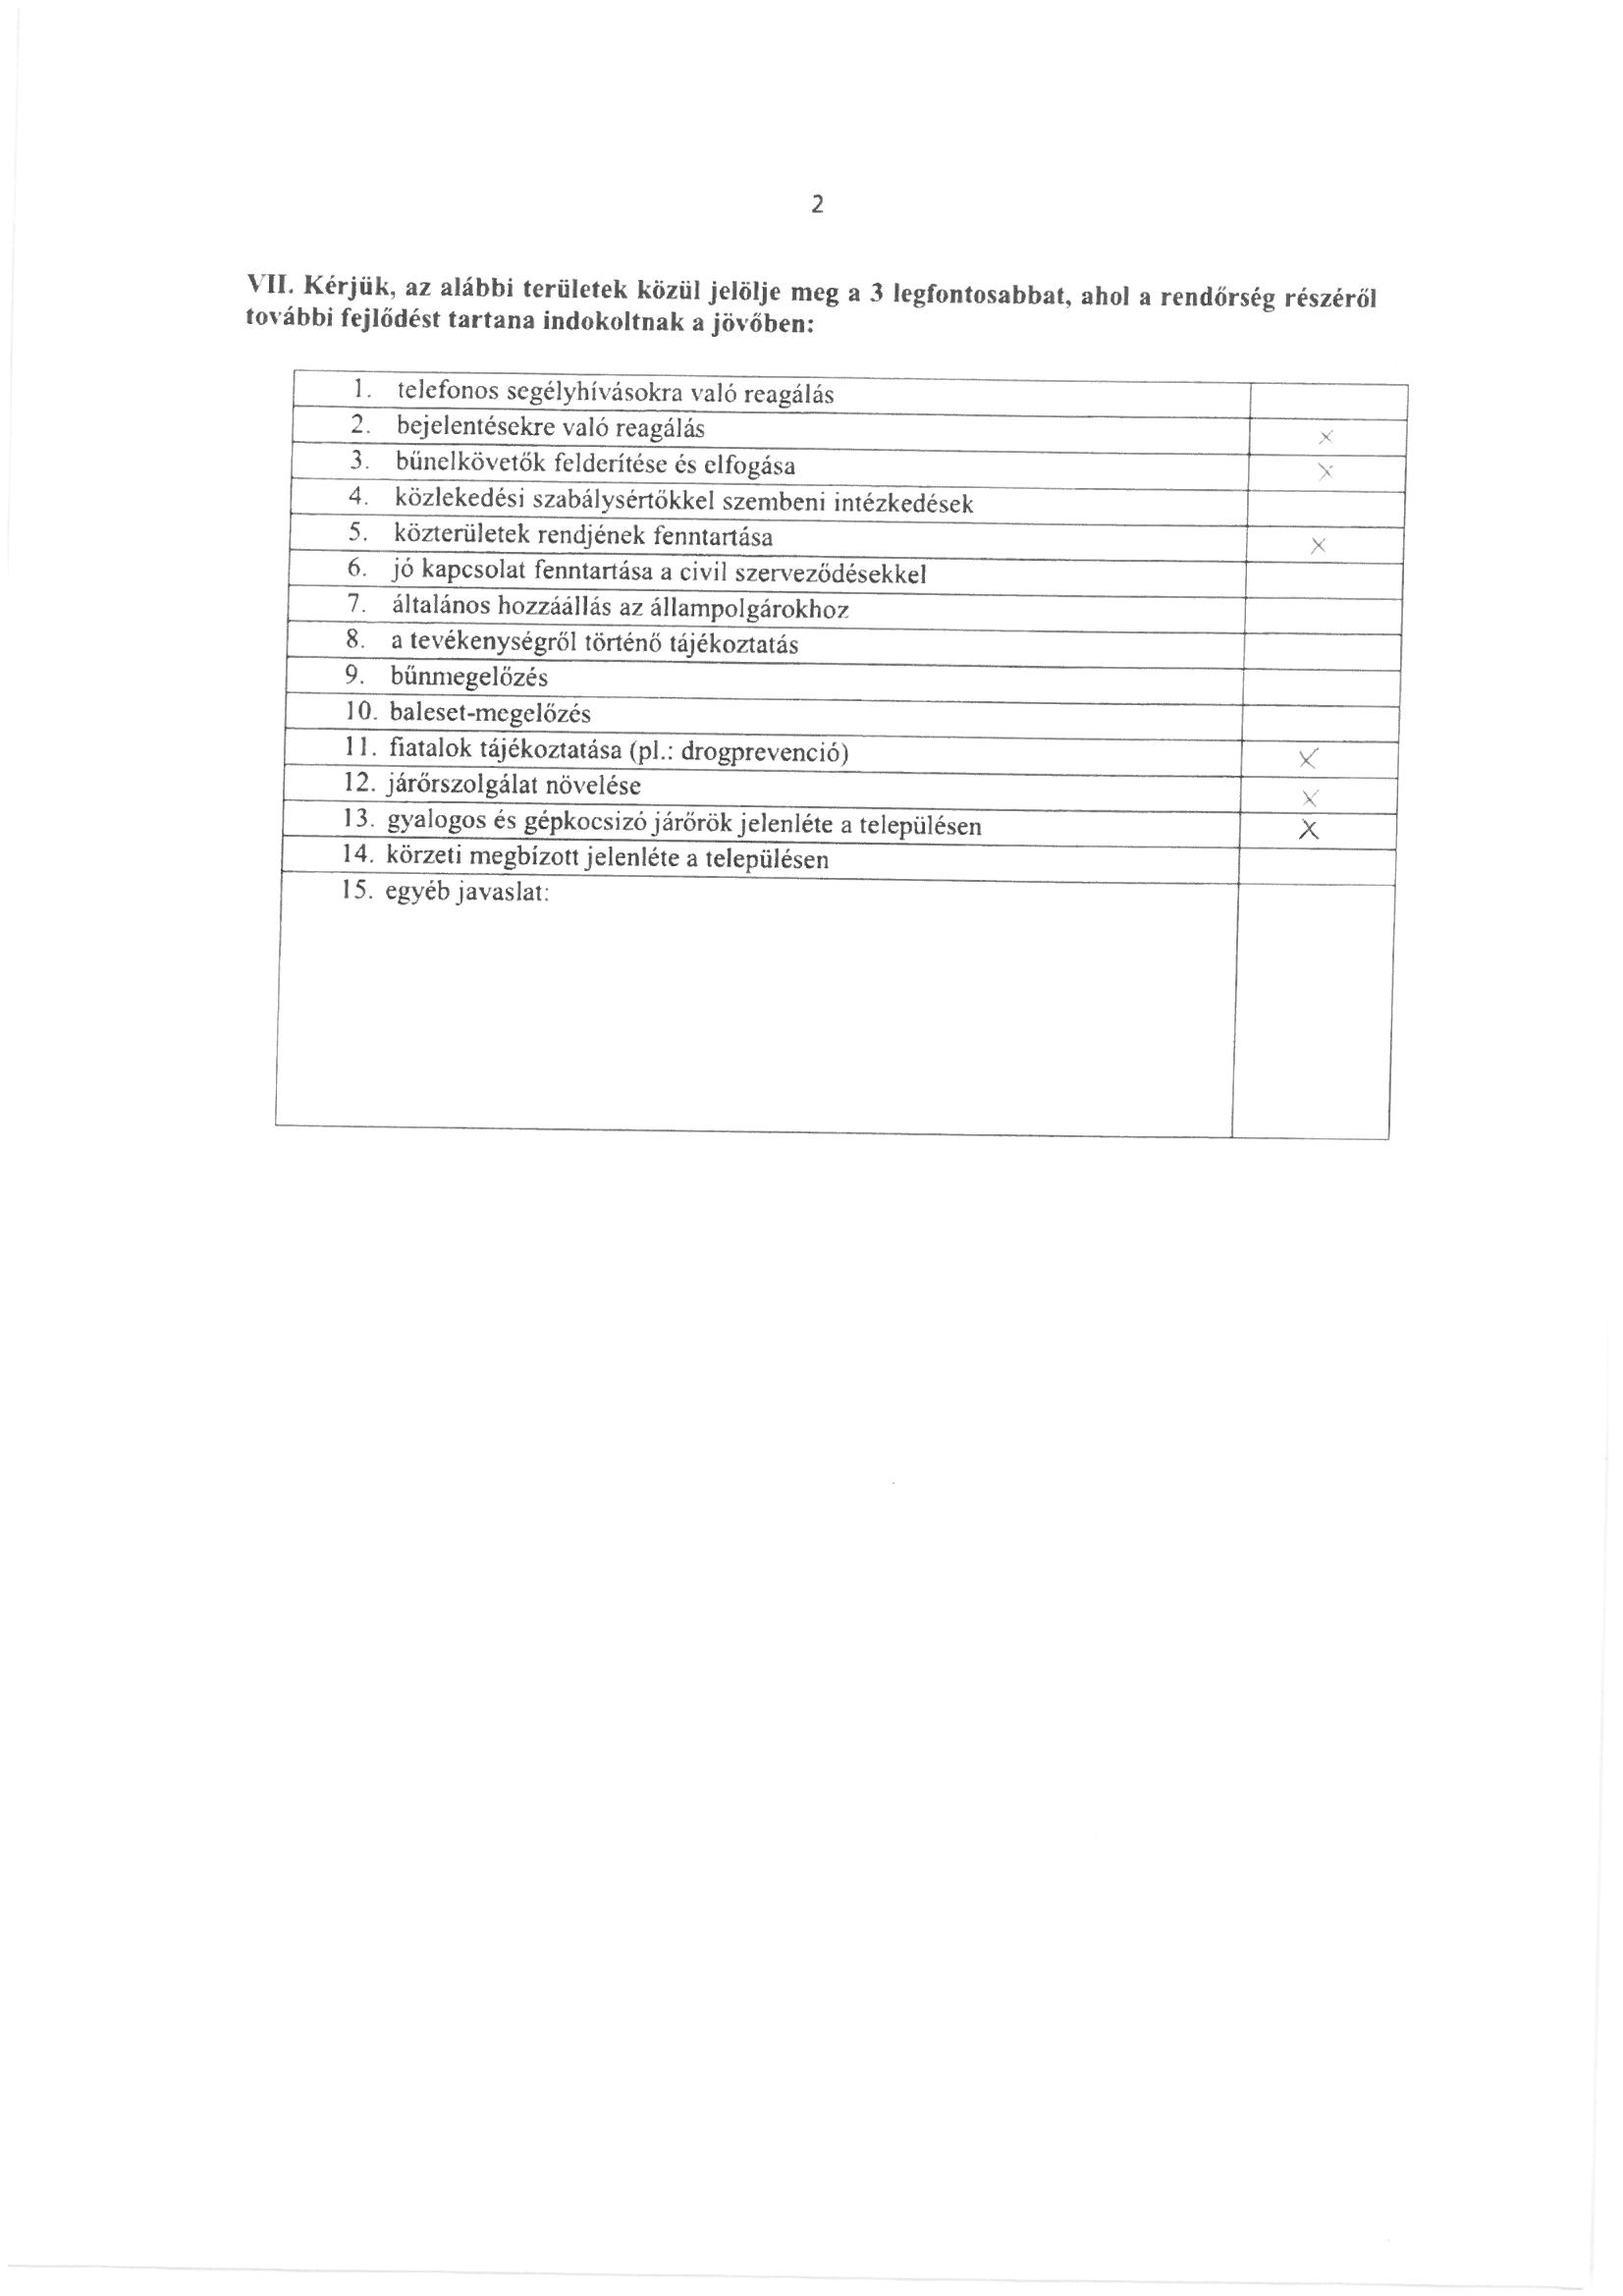 2
VII. Kérjük, az alábbi területek közül jelölje meg a 3 legfontosabbat, ahol a rendőrség részéről
további fejlődést tartana indokoltnak a jövőben:
1. telefonos segélyhívásokra való reagálás
2. bejelentésekre való reagálás X
3. bűnelkövetők felderítése és elfogása X
4. közlekedési szabálysértőkkel szembeni intézkedések
5. közterületek rendjének fenntartása X
6. jó kapcsolat fenntartása a civil szerveződésekkel
7. általános hozzáállás az állampolgárokhoz
8. a tevékenységről történő tájékoztatás
9. bűnmegelőzés
10. baleset-megelőzés
11. fiatalok tájékoztatása (pl.: drogprevenció) X
12. járőrszolgálat növelése X
13. gyalogos és gépkocsizó járőrök jelenléte a településen X
14. körzeti megbízott jelenléte a településen
15. egyéb javaslat: